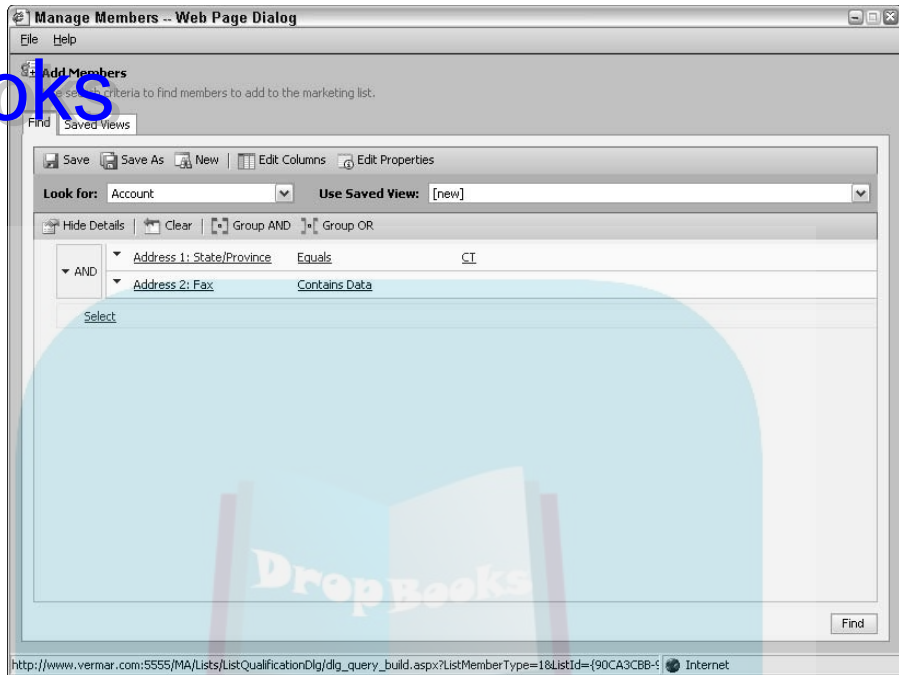 Manage Members -- Web Page Dialog
File Help
Add Members
criteria to find members to add to the marketing list.
oks
Find Saved Views
Save Save As New Edit Columns Edit Properties
Look for: Account Use Saved View: [new]
Hide Details Clear Group AND Group OR
AND
Address 1: State/Province Equals CT
Address 2: Fax Contains Data
Select
DropBooks
Find
http://www.vermar.com:5555/MA/Lists/ListQualificationDlg/dlg_query_build.aspx?ListMemberType=1&ListId={90CA3CBB-9 Internet